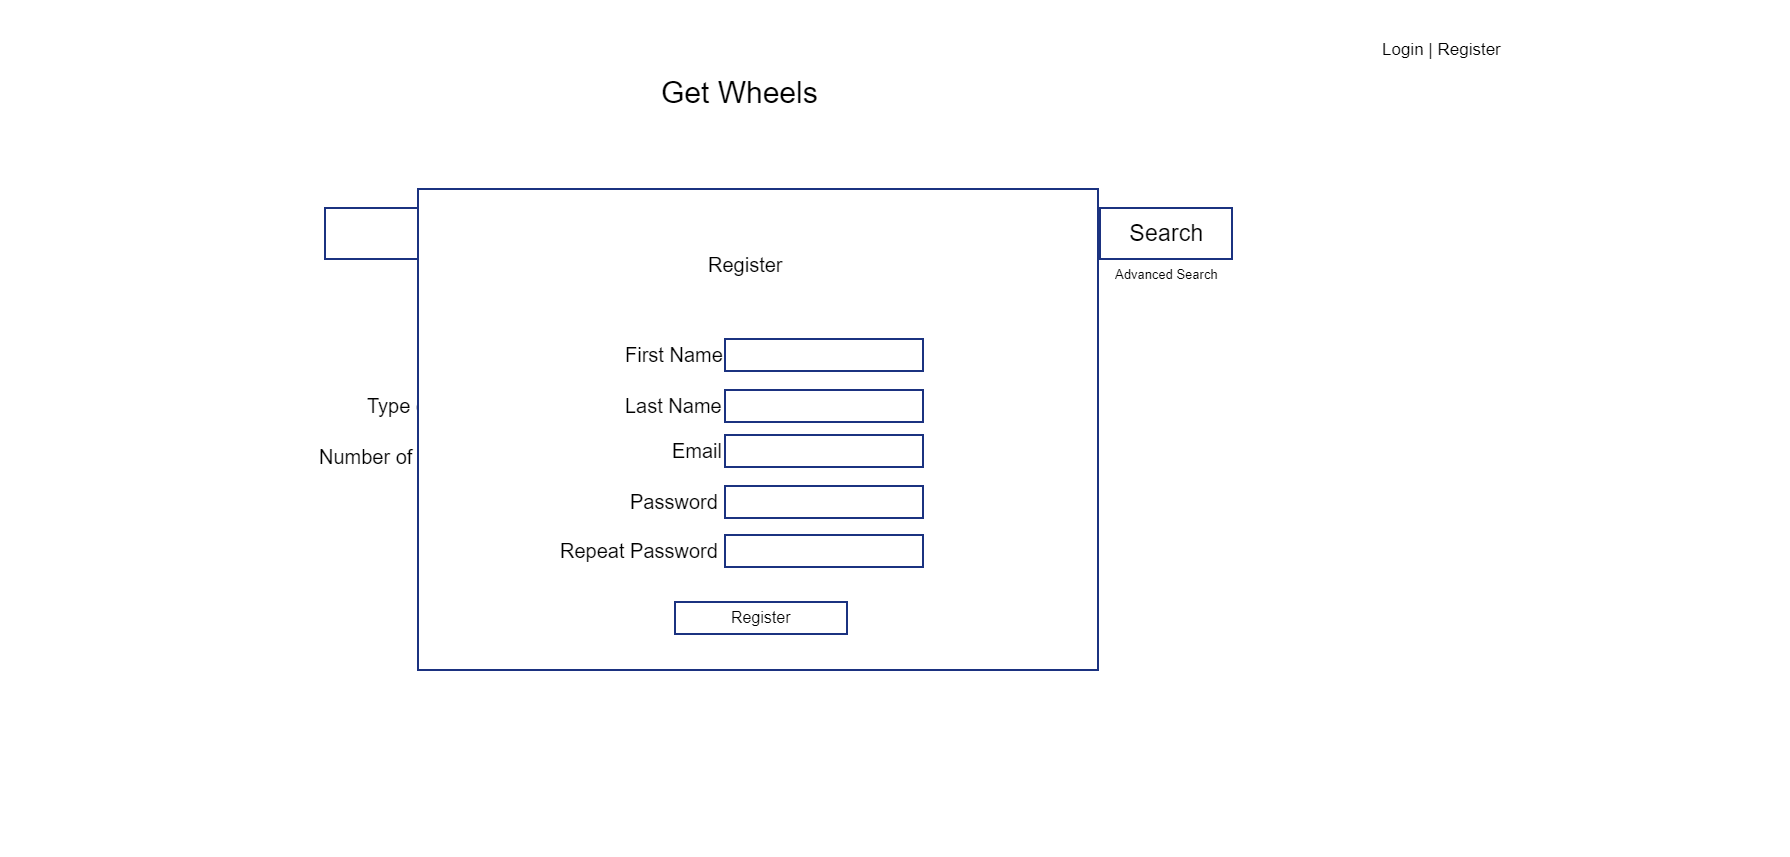 Login | Register
Get Wheels
Search
Advanced Search
Register
First Name
Type
Last Name
Number of
Email
Password
Repeat Password
Register